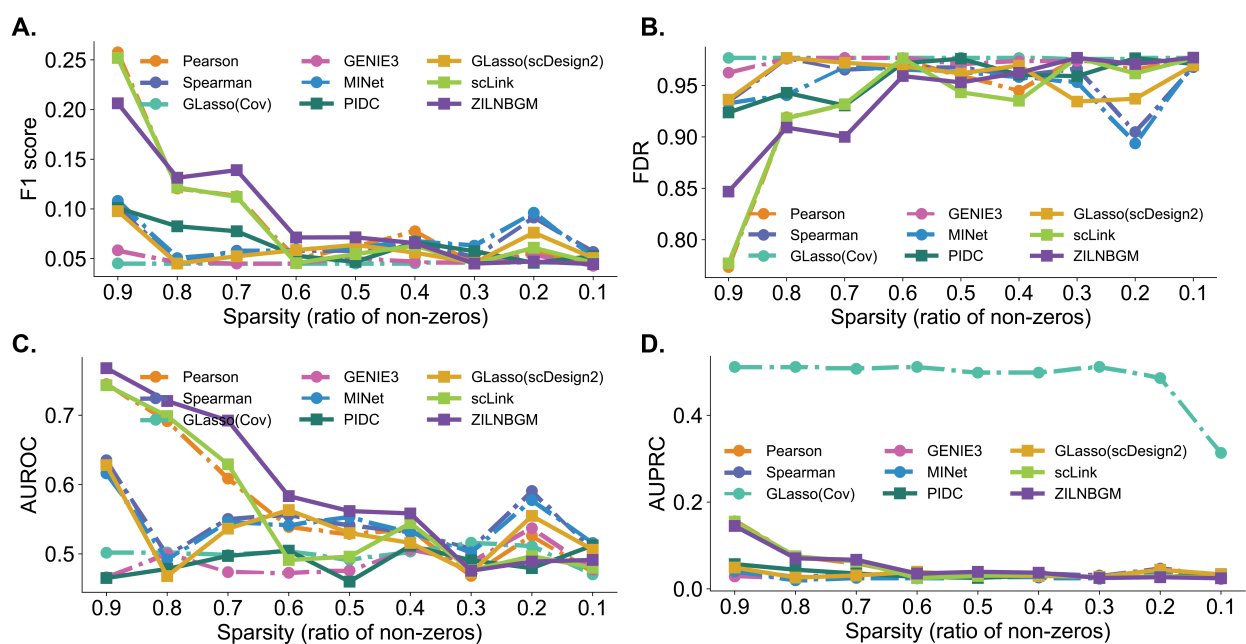 A.
F1 score
0.25
0.20
0.15
0.10
0.05
Pearson
Spearman
GLasso(Cov)
GENIE3
MINet
PIDC
GLasso(scDesign2)
scLink
ZILNBGM
0.9 0.8 0.7 0.6 0.5 0.4 0.3 0.2 0.1
Sparsity (ratio of non-zeros)
B.
FDR
0.95
0.90
0.85
0.80
Pearson
Spearman
GLasso(Cov)
GENIE3
MINet
PIDC
GLasso(scDesign2)
scLink
ZILNBGM
0.9 0.8 0.7 0.6 0.5 0.4 0.3 0.2 0.1
Sparsity (ratio of non-zeros)
C.
AUROC
0.7
0.6
0.5
Pearson
Spearman
GLasso(Cov)
GENIE3
MINet
PIDC
GLasso(scDesign2)
scLink
ZILNBGM
0.9 0.8 0.7 0.6 0.5 0.4 0.3 0.2 0.1
Sparsity (ratio of non-zeros)
D.
AUPRC
0.4
0.2
0.0
Pearson
Spearman
GLasso(Cov)
GENIE3
MINet
PIDC
GLasso(scDesign2)
scLink
ZILNBGM
0.9 0.8 0.7 0.6 0.5 0.4 0.3 0.2 0.1
Sparsity (ratio of non-zeros)